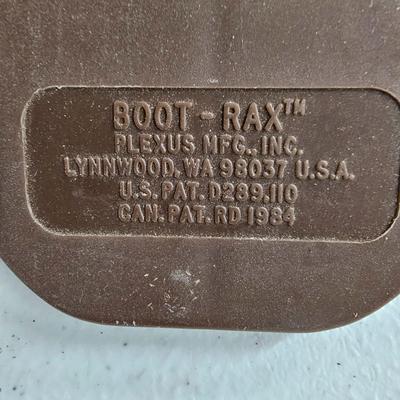 BOOT - RAX™
PLEXUS MFG., INC.
LYNNWOOD, WA 98037 U.S.A.
U.S. PAT. D289,110
CAN. PAT. RD 1984